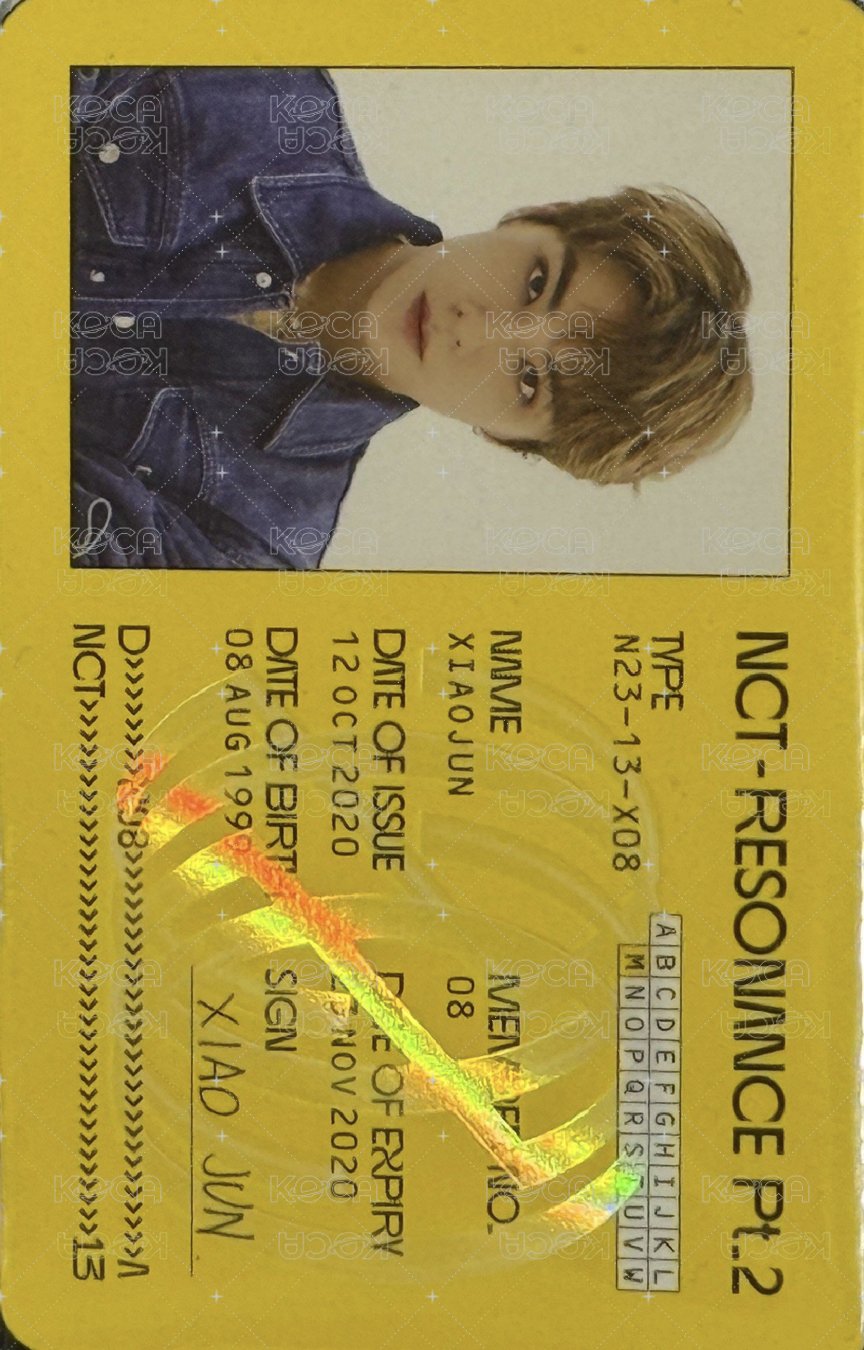 NCT - RESONANCE Pt.2
TYPE
N23-13-X08
A B C D E F G H I J K L
M N O P Q R S U V W
NAME
XIAOJUN
MEMBER NO.
08
DATE OF ISSUE
12 OCT 2020
DATE OF EXPIRY
NOV 2020
DATE OF BIRTH
08 AUG 1999
SIGN
XIAO JUN
KOCA